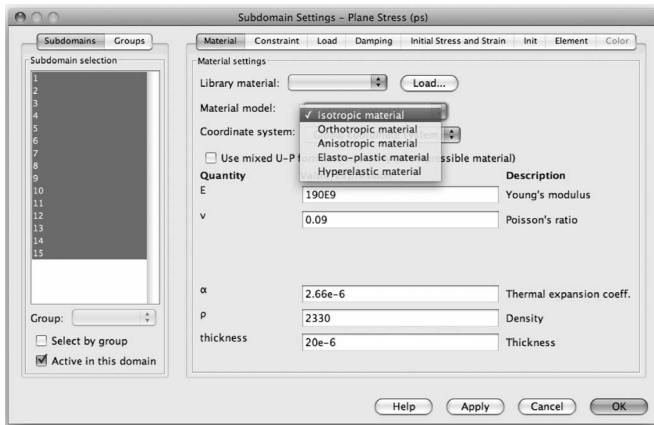 Subdomain Settings – Plane Stress (ps)
Subdomains Groups
Subdomain selection
1
2
3
4
5
6
7
8
9
10
11
12
13
14
15
Group:
Select by group
Active in this domain
Material Constraint Load Damping Initial Stress and Strain Init Element Color
Material settings
Library material: Load...
Material model:
✓ Isotropic material
Orthotropic material
Anisotropic material
Elasto-plastic material
Hyperelastic material
Coordinate system:
Use mixed U-P
essible material)
Quantity Description
E 190E9 Young's modulus
ν 0.09 Poisson's ratio
α 2.66e-6 Thermal expansion coeff.
ρ 2330 Density
thickness 20e-6 Thickness
Help Apply Cancel OK